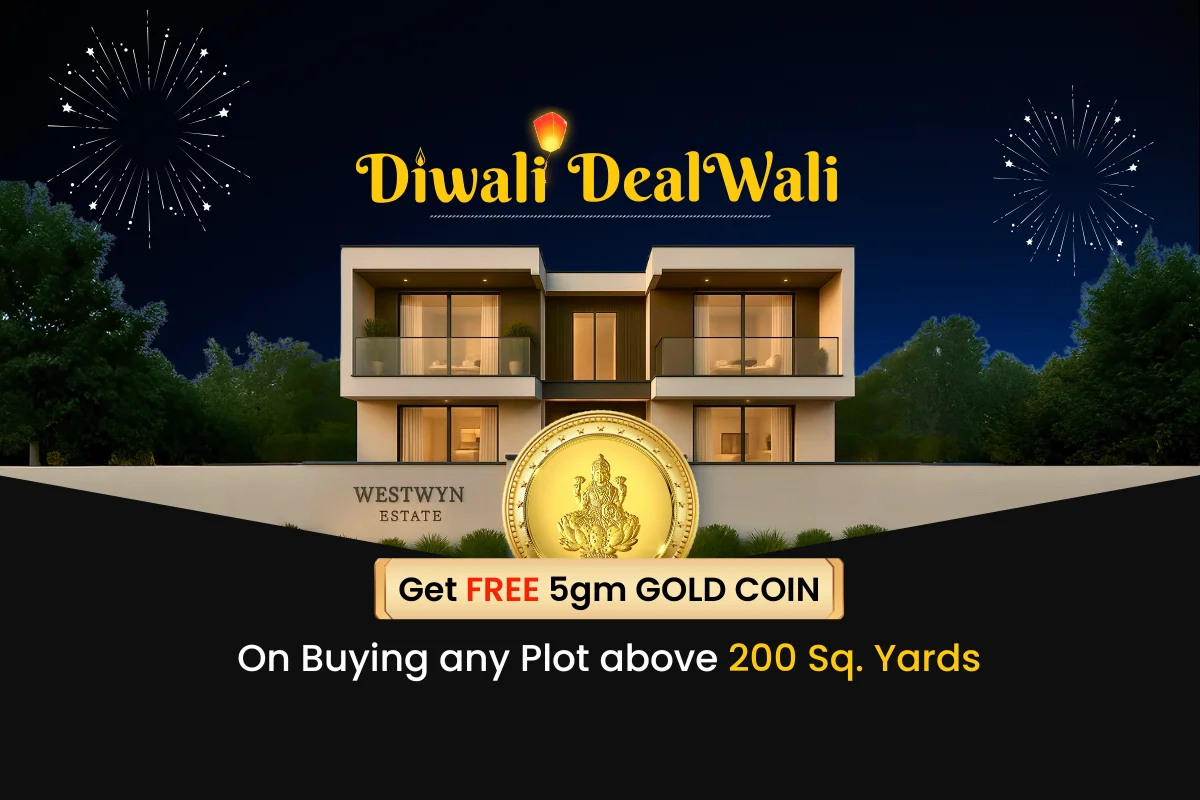 Diwali DealWali
WESTWYN
ESTATE
Get FREE 5gm GOLD COIN
On Buying any Plot above 200 Sq. Yards